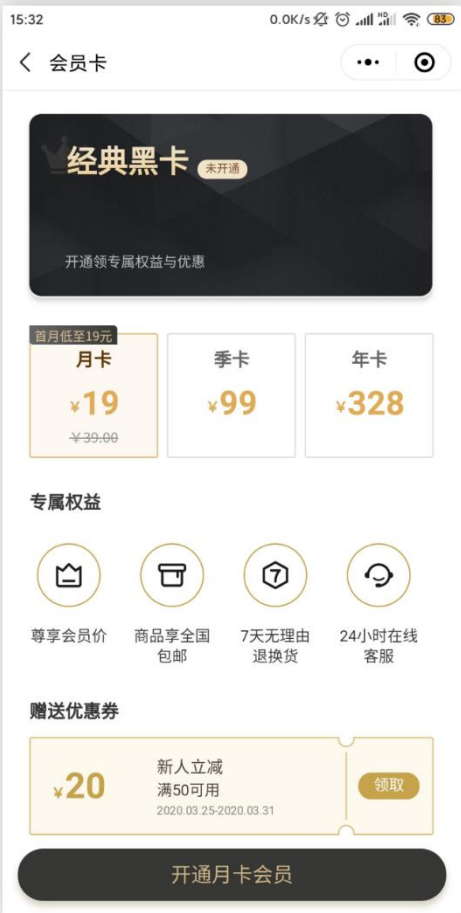 15:32
0.0K/s
HD
83
会员卡
经典黑卡
未开通
开通领专属权益与优惠
首月低至19元
月卡
季卡
年卡
¥19
¥99
¥328
¥39.00
专属权益
7
尊享会员价
商品享全国
包邮
7天无理由
退换货
24小时在线
客服
赠送优惠券
¥20
新人立减
满50可用
2020.03.25-2020.03.31
领取
开通月卡会员